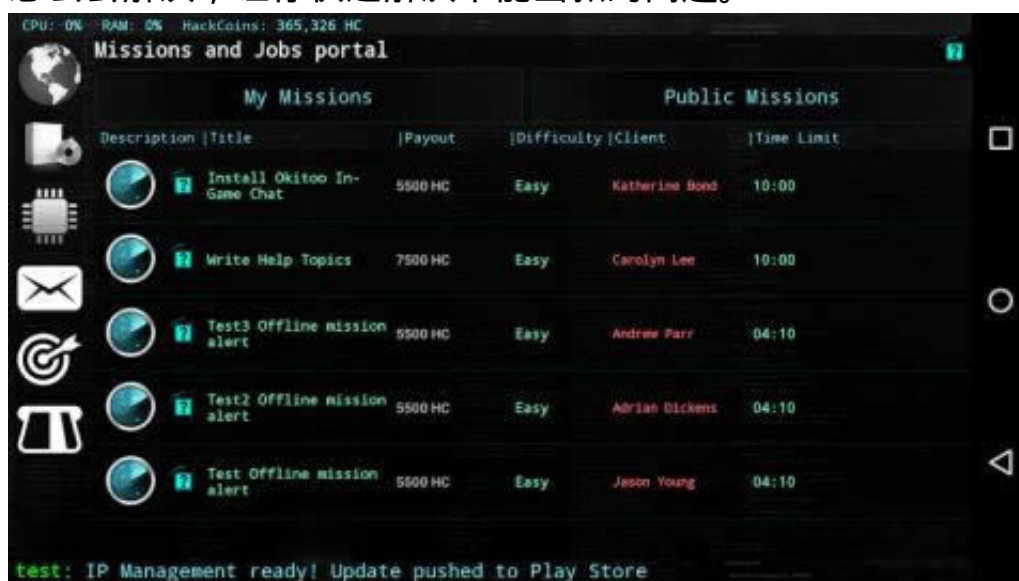 CPU: 0% RAM: 0% HackCoins: 365,326 HC
Missions and Jobs portal
My Missions Public Missions
Description |Title |Payout |Difficulty |Client |Time Limit
Install Okitoo In-
Game Chat 5500 HC Easy Katherine Bond 10:00
Write Help Topics 7500 HC Easy Carolyn Lee 10:00
Test3 Offline mission
alert 5500 HC Easy Andrew Parr 04:10
Test2 Offline mission
alert 5500 HC Easy Adrian Dickens 04:10
Test Offline mission
alert 5500 HC Easy Jason Young 04:10
test: IP Management ready! Update pushed to Play Store